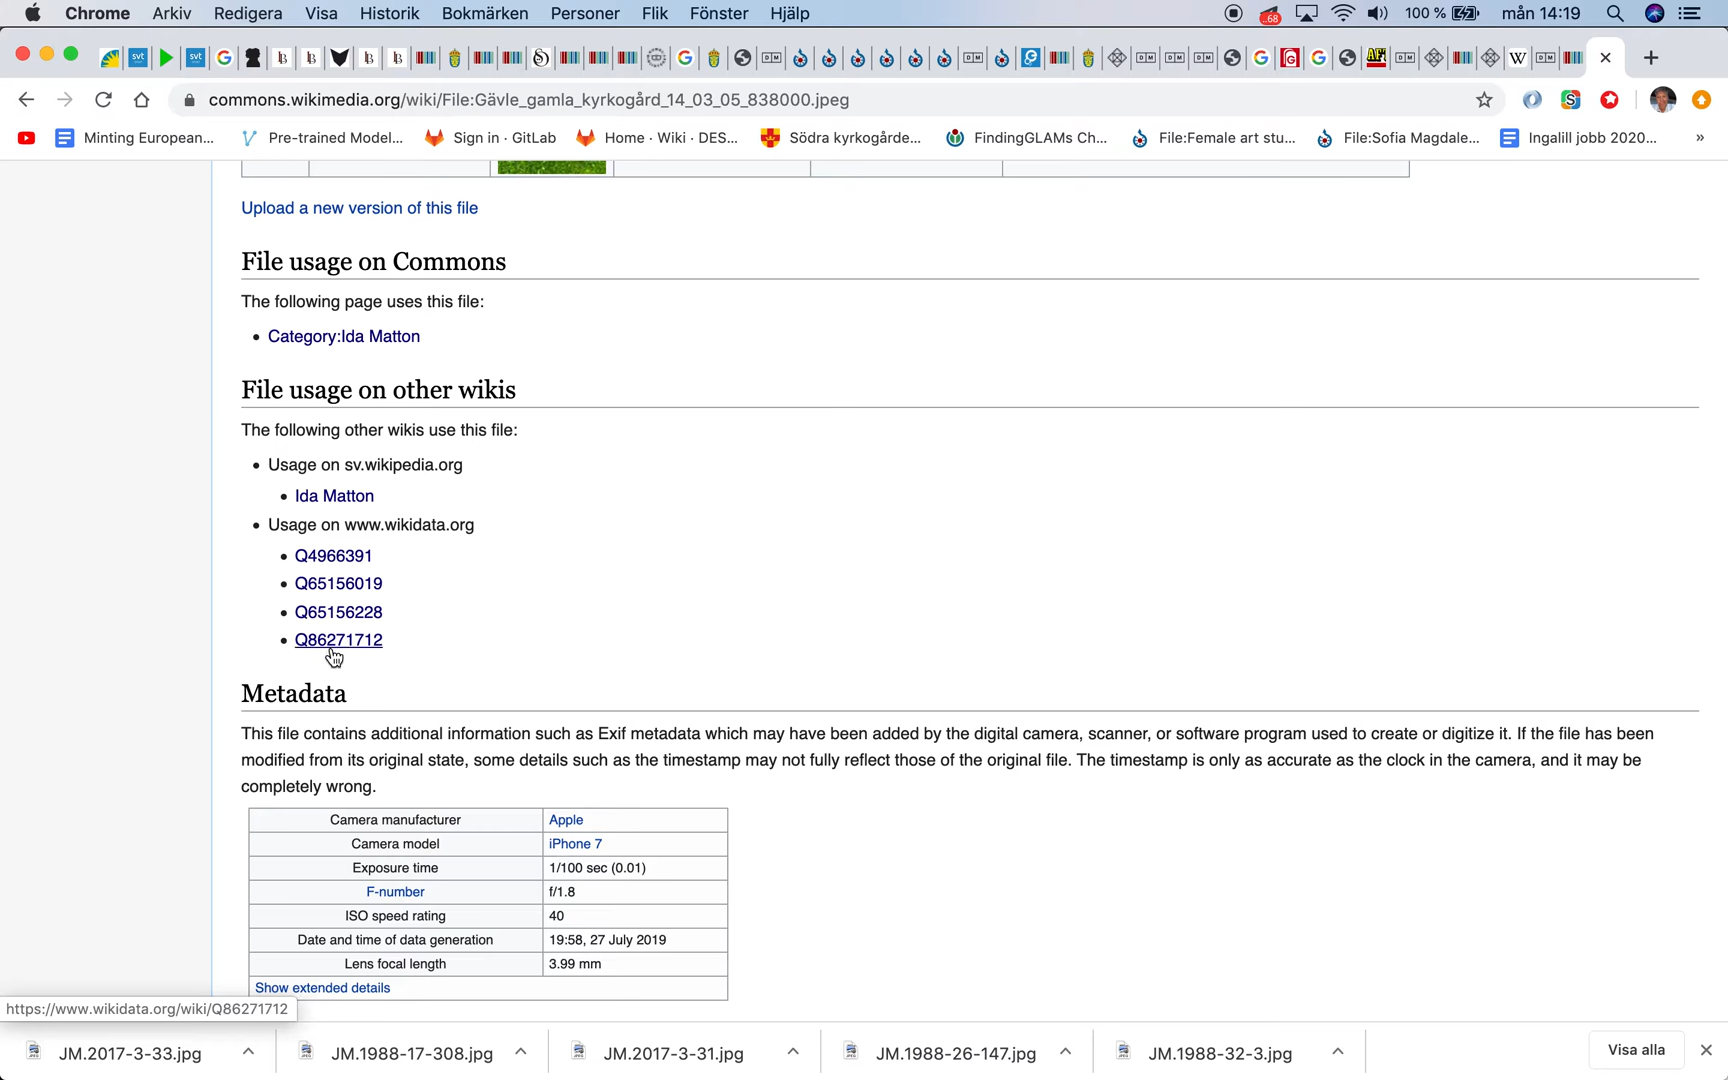 Chrome Arkiv Redigera Visa Historik Bokmärken Personer Flik Fönster Hjälp .68 100 % mån 14:19
commons.wikimedia.org/wiki/File:Gävle_gamla_kyrkogård_14_03_05_838000.jpeg
Minting European... Pre-trained Model... Sign in · GitLab Home · Wiki · DES... Södra kyrkogårde... FindingGLAMs Ch... File:Female art stu... File:Sofia Magdale... Ingalill jobb 2020... »
Upload a new version of this file
File usage on Commons
The following page uses this file:
• Category:Ida Matton
File usage on other wikis
The following other wikis use this file:
• Usage on sv.wikipedia.org
• Ida Matton
• Usage on www.wikidata.org
• Q4966391
• Q65156019
• Q65156228
• Q86271712
Metadata
This file contains additional information such as Exif metadata which may have been added by the digital camera, scanner, or software program used to create or digitize it. If the file has been
modified from its original state, some details such as the timestamp may not fully reflect those of the original file. The timestamp is only as accurate as the clock in the camera, and it may be
completely wrong.
Camera manufacturer Apple
Camera model iPhone 7
Exposure time 1/100 sec (0.01)
F-number f/1.8
ISO speed rating 40
Date and time of data generation 19:58, 27 July 2019
Lens focal length 3.99 mm
Show extended details
https://www.wikidata.org/wiki/Q86271712
JM.2017-3-33.jpg JM.1988-17-308.jpg JM.2017-3-31.jpg JM.1988-26-147.jpg JM.1988-32-3.jpg Visa alla